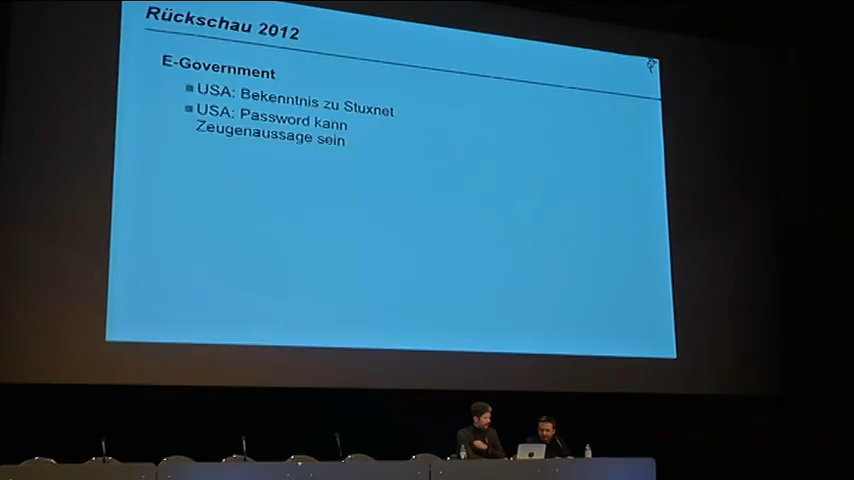 Rückschau 2012
E-Government
USA: Bekenntnis zu Stuxnet
USA: Password kann
Zeugenaussage sein